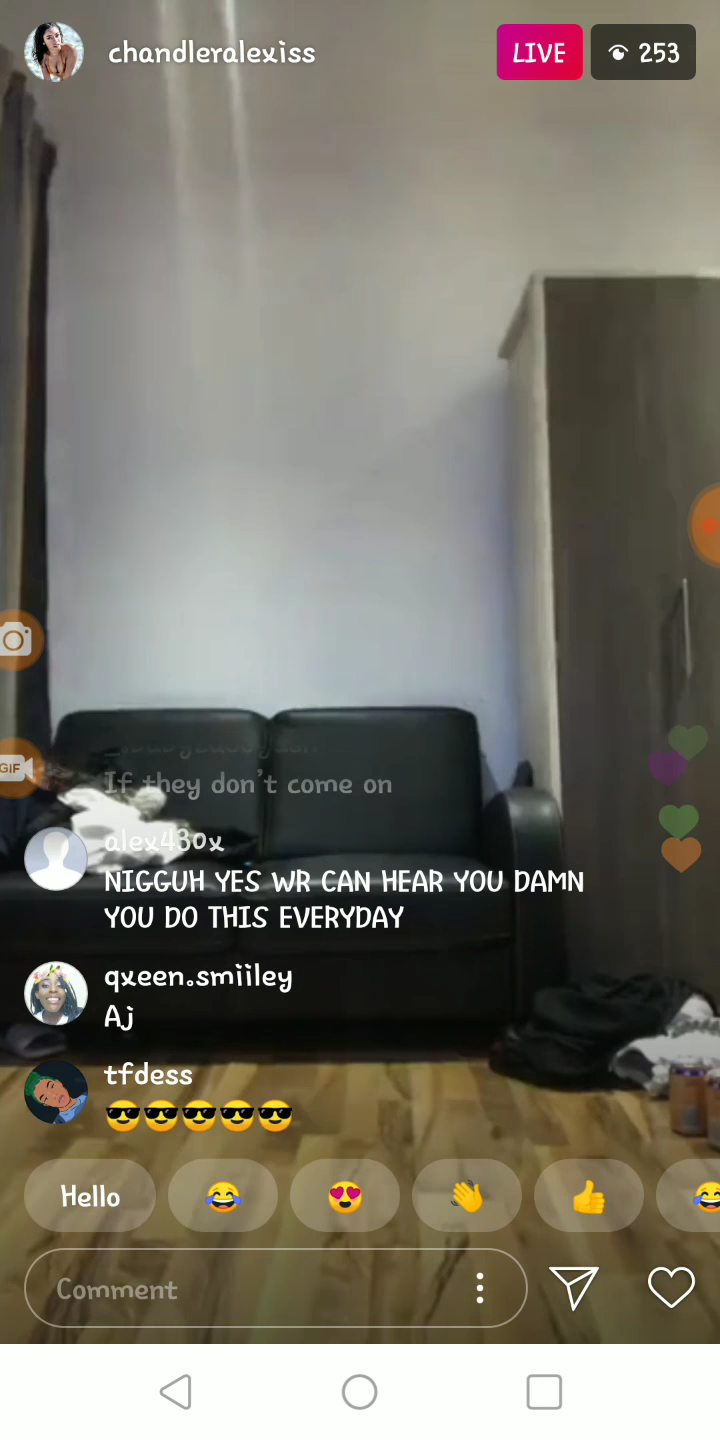 chandleralexiss
LIVE
253
If they don't come on
alex430x
NIGGUH YES WR CAN HEAR YOU DAMN
YOU DO THIS EVERYDAY
qxeen.smiiley
Aj
tfdess
😎😎😎😎😎
Hello 😂 😍 👋 👍 😂
Comment
GIF